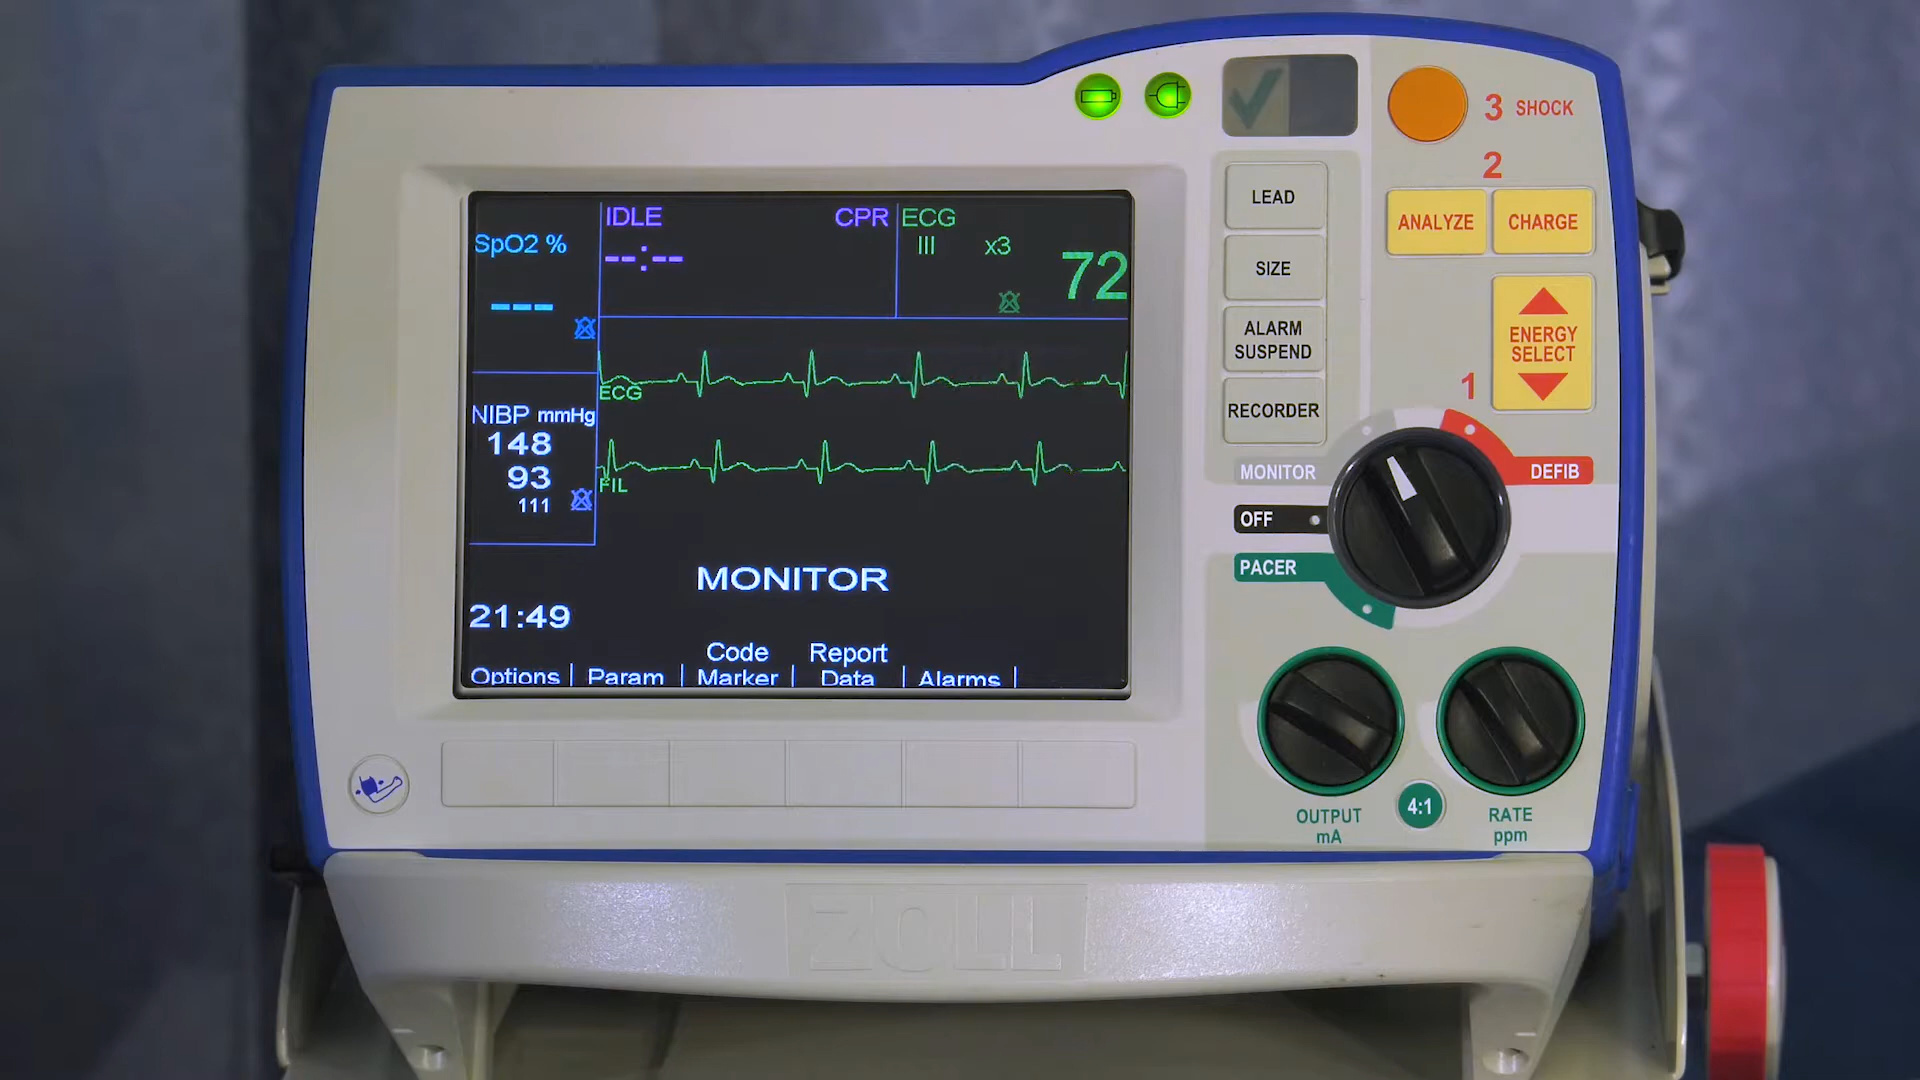 3 SHOCK
2
ANALYZE
CHARGE
ENERGY
SELECT
1
LEAD
SIZE
ALARM
SUSPEND
RECORDER
MONITOR
DEFIB
OFF
PACER
OUTPUT
mA
4:1
RATE
ppm
SpO2 %
---
IDLE
--:--
CPR
ECG
III x3
72
ECG
FIL
NIBP mmHg
148
93
111
MONITOR
21:49
Options
Param
Code
Marker
Report
Data
Alarms
ZOLL